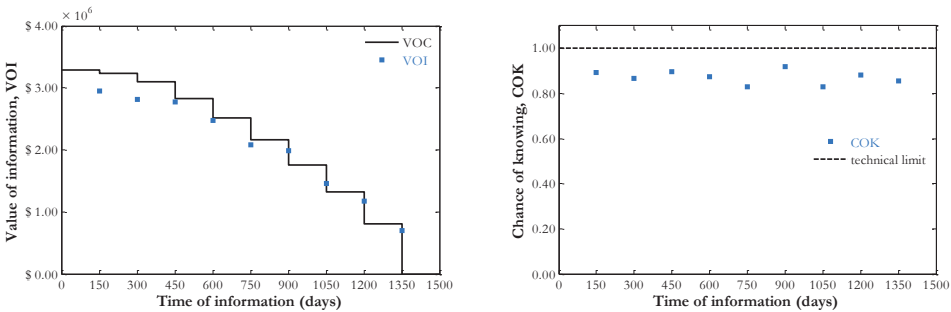 × 10⁶
$ 4.00
$ 3.00
$ 2.00
$ 1.00
$ 0.00
Value of information, VOI
VOC
VOI
0 150 300 450 600 750 900 1050 1200 1350 1500
Time of information (days)
1.00
0.80
0.60
0.40
0.20
0.00
Chance of knowing, COK
COK
technical limit
0 150 300 450 600 750 900 1050 1200 1350 1500
Time of information (days)